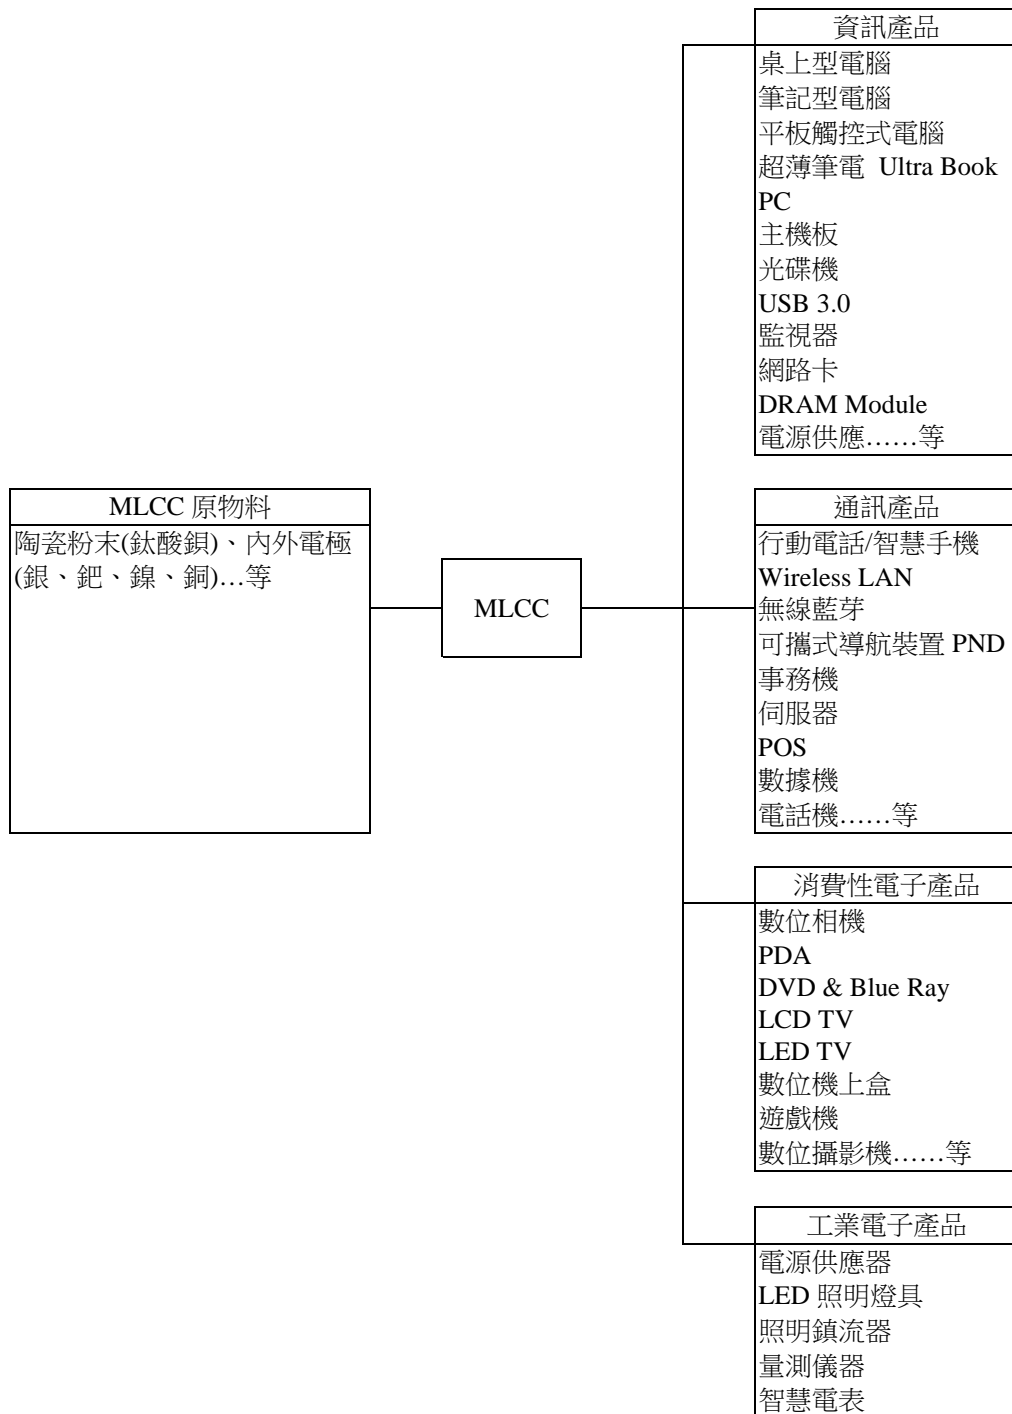 MLCC 原物料
陶瓷粉末(鈦酸鋇)、內外電極
(銀、鈀、鎳、銅)…等
MLCC
資訊產品
桌上型電腦
筆記型電腦
平板觸控式電腦
超薄筆電 Ultra Book
PC
主機板
光碟機
USB 3.0
監視器
網路卡
DRAM Module
電源供應……等
通訊產品
行動電話/智慧手機
Wireless LAN
無線藍芽
可攜式導航裝置 PND
事務機
伺服器
POS
數據機
電話機……等
消費性電子產品
數位相機
PDA
DVD & Blue Ray
LCD TV
LED TV
數位機上盒
遊戲機
數位攝影機……等
工業電子產品
電源供應器
LED 照明燈具
照明鎮流器
量測儀器
智慧電表